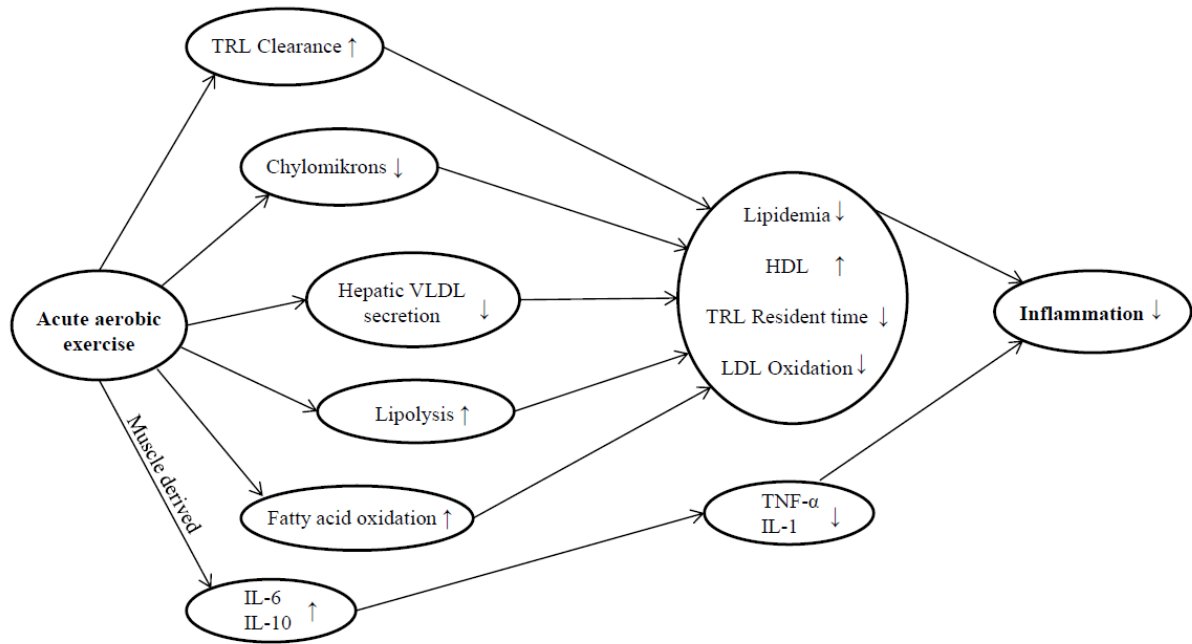 TRL Clearance ↑
Chylomikrons ↓
Hepatic VLDL
secretion ↓
Acute aerobic
exercise
Lipolysis ↑
Muscle derived
Fatty acid oxidation ↑
IL-6
IL-10 ↑
Lipidemia ↓
HDL ↑
TRL Resident time ↓
LDL Oxidation ↓
TNF-α
IL-1 ↓
Inflammation ↓